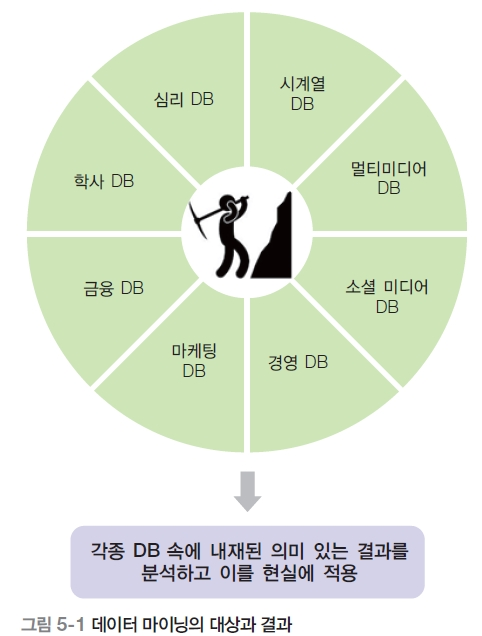 심리 DB
시계열
DB
학사 DB
멀티미디어
DB
금융 DB
소셜 미디어
DB
마케팅
DB
경영 DB
각종 DB 속에 내재된 의미 있는 결과를
분석하고 이를 현실에 적용
그림 5-1 데이터 마이닝의 대상과 결과